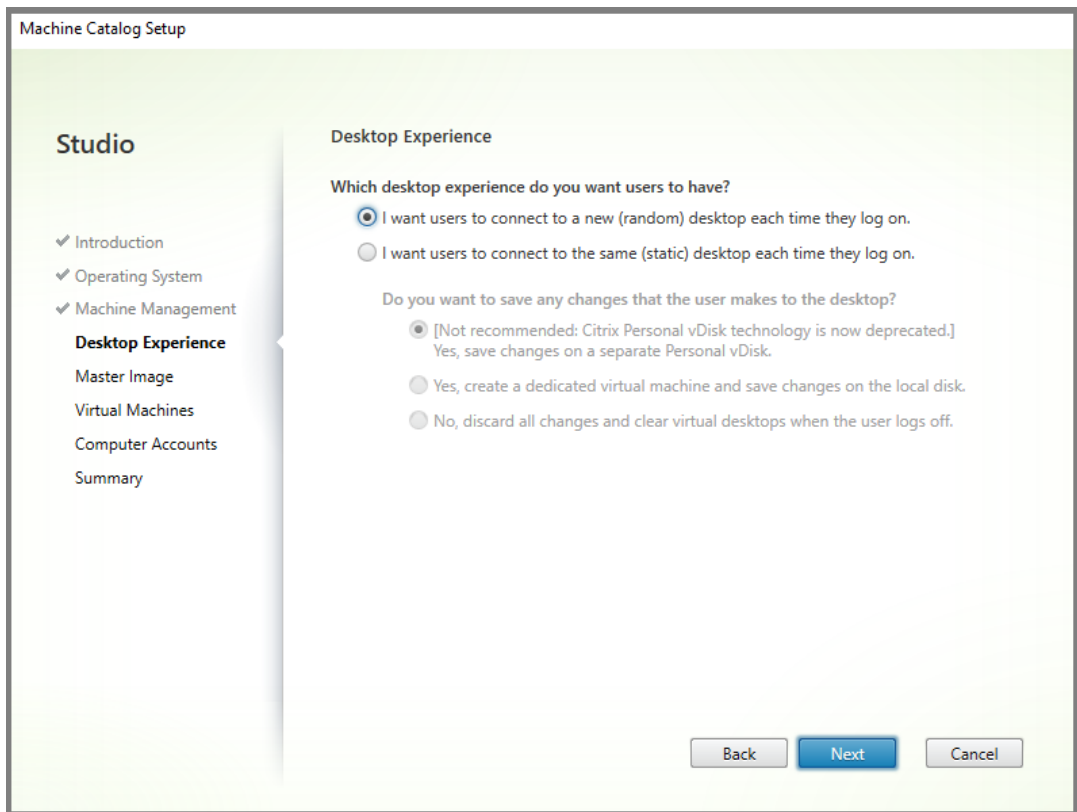 Machine Catalog Setup
Studio
Introduction
Operating System
Machine Management
Desktop Experience
Master Image
Virtual Machines
Computer Accounts
Summary
Desktop Experience
Which desktop experience do you want users to have?
I want users to connect to a new (random) desktop each time they log on.
I want users to connect to the same (static) desktop each time they log on.
Do you want to save any changes that the user makes to the desktop?
[Not recommended: Citrix Personal vDisk technology is now deprecated.]
Yes, save changes on a separate Personal vDisk.
Yes, create a dedicated virtual machine and save changes on the local disk.
No, discard all changes and clear virtual desktops when the user logs off.
Back
Next
Cancel